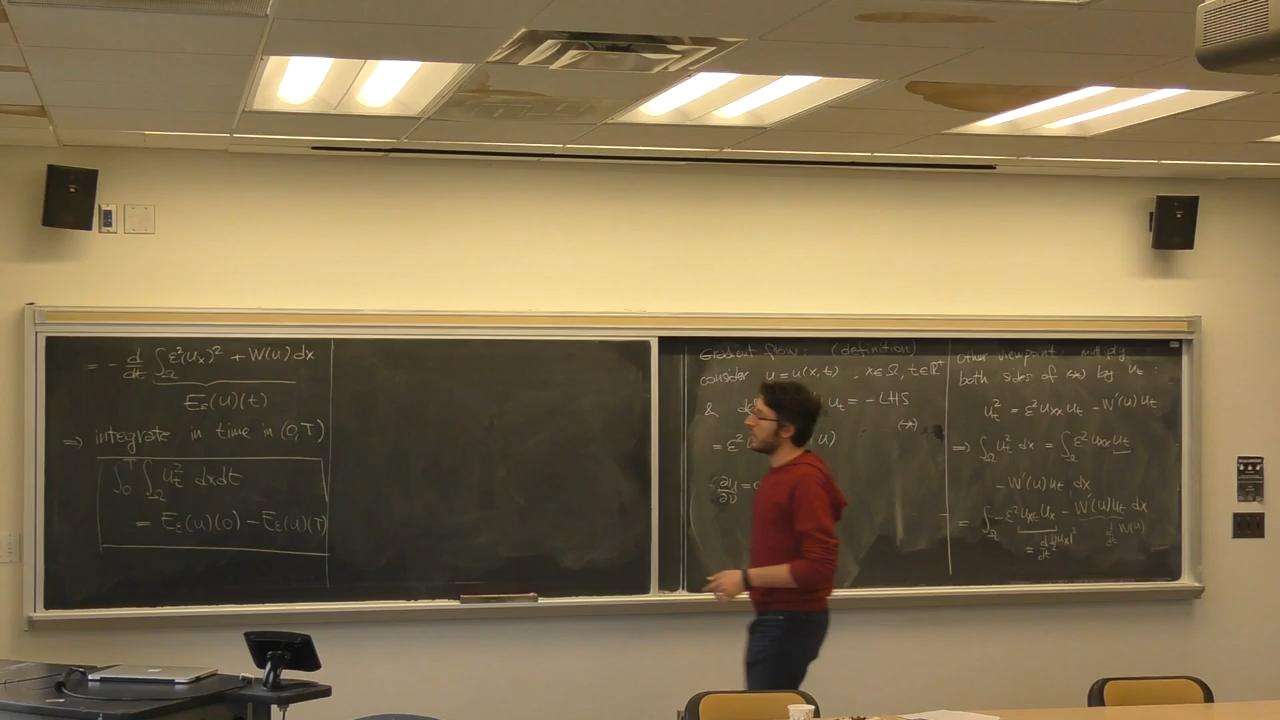 = - d/dt ∫_Ω ε²(u_x)² + W(u) dx
E_ε(u)(t)
⇒ integrate in time in (0,T)
∫_0^T ∫_Ω u_t² dxdt
= E_ε(u)(0) - E_ε(u)(T)
Gradient flow: (definition)
consider u = u(x,t), x∈Ω, t∈ℝ⁺
& u_t = - LHS
(*)
= ε²
∂u/∂ν =
Other viewpoint: multiply
both sides of (*) by u_t :
u_t² = ε² u_xx u_t - W'(u) u_t
⇒ ∫_Ω u_t² dx = ∫_Ω ε² u_xx u_t
- W'(u) u_t dx
= ∫_Ω -ε² u_xt u_x - W'(u) u_t dx
d/dt W(u)